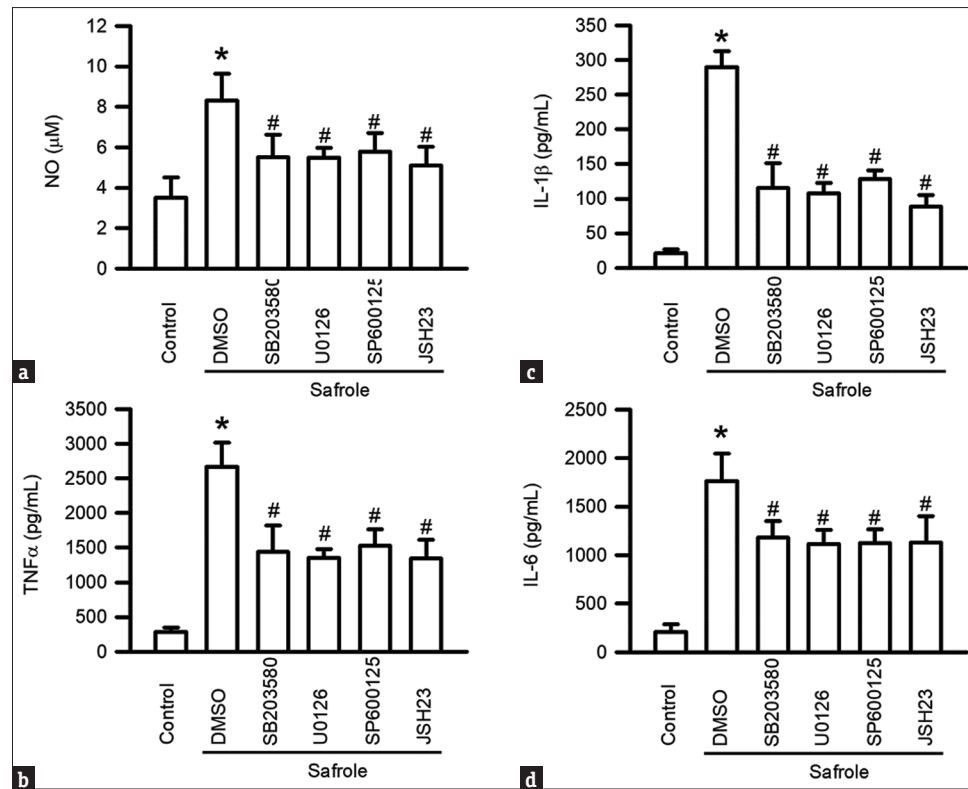 12
10
8
6
4
2
0
NO (μM)
*
#
#
#
#
Control
DMSO
SB203580
U0126
SP600125
JSH23
Safrole
a
350
300
250
200
150
100
50
0
IL-1β (pg/mL)
*
#
#
#
#
Control
DMSO
SB203580
U0126
SP600125
JSH23
Safrole
c
3500
3000
2500
2000
1500
1000
500
0
TNFα (pg/mL)
*
#
#
#
#
Control
DMSO
SB203580
U0126
SP600125
JSH23
Safrole
b
2500
2000
1500
1000
500
0
IL-6 (pg/mL)
*
#
#
#
#
Control
DMSO
SB203580
U0126
SP600125
JSH23
Safrole
d